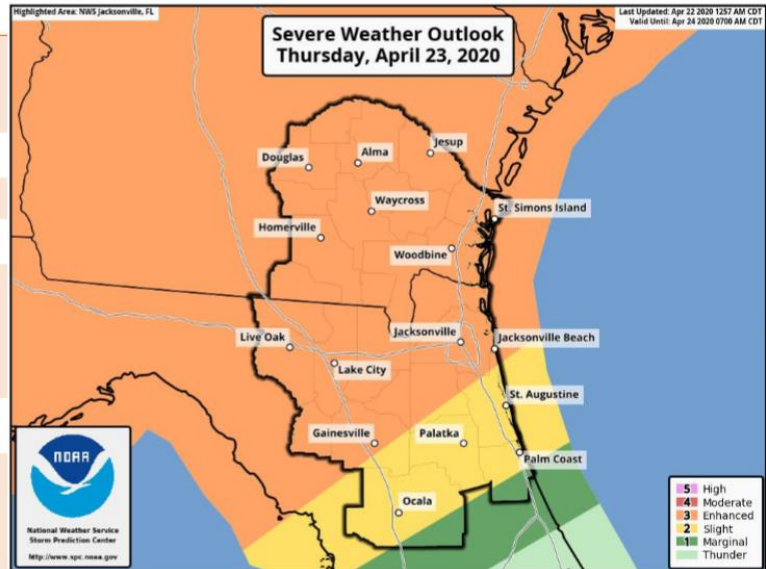 Highlighted Area: NWS Jacksonville, FL
Last Updated: Apr 22 2020 1257 AM CDT
Valid Until: Apr 24 2020 0700 AM CDT
Severe Weather Outlook
Thursday, April 23, 2020
Jesup
Alma
Douglas
Waycross
St. Simons Island
Homerville
Woodbine
Jacksonville
Jacksonville Beach
Live Oak
Lake City
St. Augustine
Gainesville
Palatka
Palm Coast
Ocala
NOAA
National Weather Service
Storm Prediction Center
http://www.spc.noaa.gov
5 High
4 Moderate
3 Enhanced
2 Slight
1 Marginal
Thunder